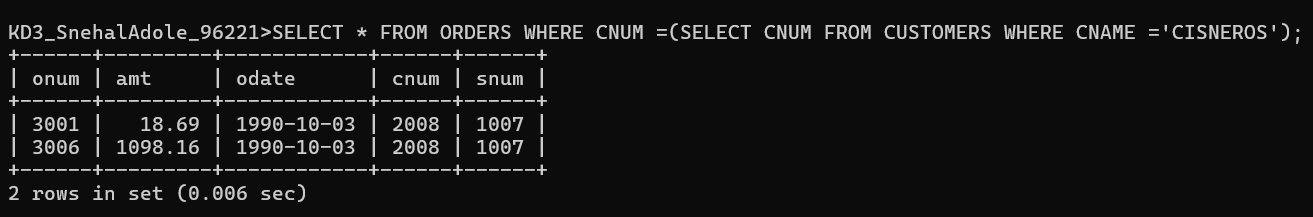 KD3_SnehalAdole_96221>SELECT * FROM ORDERS WHERE CNUM =(SELECT CNUM FROM CUSTOMERS WHERE CNAME ='CISNEROS');
+------+---------+------------+------+------+
| onum | amt     | odate      | cnum | snum |
+------+---------+------------+------+------+
| 3001 |   18.69 | 1990-10-03 | 2008 | 1007 |
| 3006 | 1098.16 | 1990-10-03 | 2008 | 1007 |
+------+---------+------------+------+------+
2 rows in set (0.006 sec)